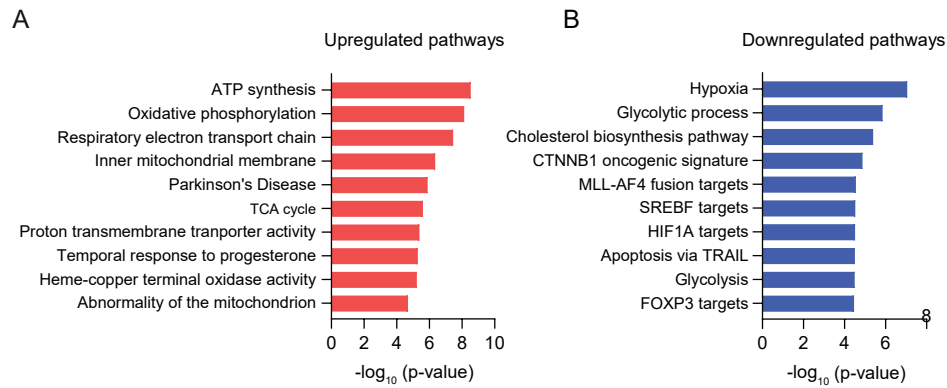 A
Upregulated pathways
ATP synthesis
Oxidative phosphorylation
Respiratory electron transport chain
Inner mitochondrial membrane
Parkinson's Disease
TCA cycle
Proton transmembrane tranporter activity
Temporal response to progesterone
Heme-copper terminal oxidase activity
Abnormality of the mitochondrion
0 2 4 6 8 10
-log10 (p-value)
B
Downregulated pathways
Hypoxia
Glycolytic process
Cholesterol biosynthesis pathway
CTNNB1 oncogenic signature
MLL-AF4 fusion targets
SREBF targets
HIF1A targets
Apoptosis via TRAIL
Glycolysis
FOXP3 targets
0 2 4 6 8
-log10 (p-value)